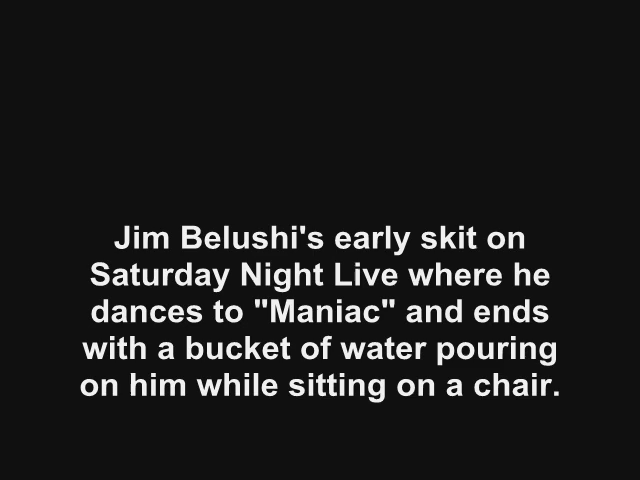 Jim Belushi's early skit on
Saturday Night Live where he
dances to "Maniac" and ends
with a bucket of water pouring
on him while sitting on a chair.